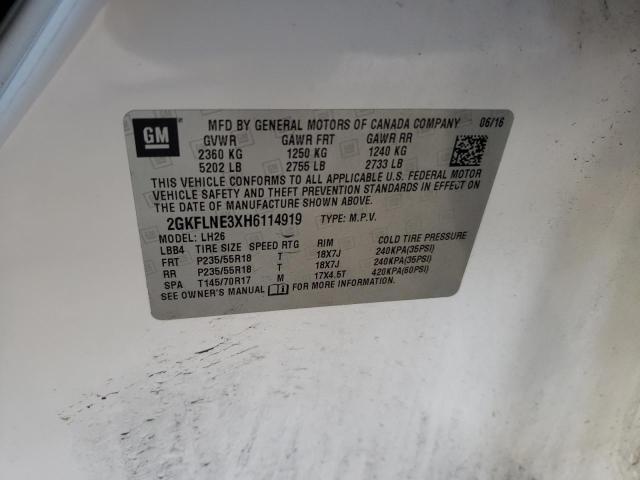 GM
MFD BY GENERAL MOTORS OF CANADA COMPANY 06/16
GVWR GAWR FRT GAWR RR
2360 KG 1250 KG 1240 KG
5202 LB 2755 LB 2733 LB
THIS VEHICLE CONFORMS TO ALL APPLICABLE U.S. FEDERAL MOTOR
VEHICLE SAFETY AND THEFT PREVENTION STANDARDS IN EFFECT ON
THE DATE OF MANUFACTURE SHOWN ABOVE.
2GKFLNE3XH6114919 TYPE: M.P.V.
MODEL: LH26
LBB4 TIRE SIZE SPEED RTG RIM COLD TIRE PRESSURE
FRT P235/55R18 T 18X7J 240KPA(35PSI)
RR P235/55R18 T 18X7J 240KPA(35PSI)
SPA T145/70R17 M 17X4.5T 420KPA(60PSI)
SEE OWNER'S MANUAL FOR MORE INFORMATION.